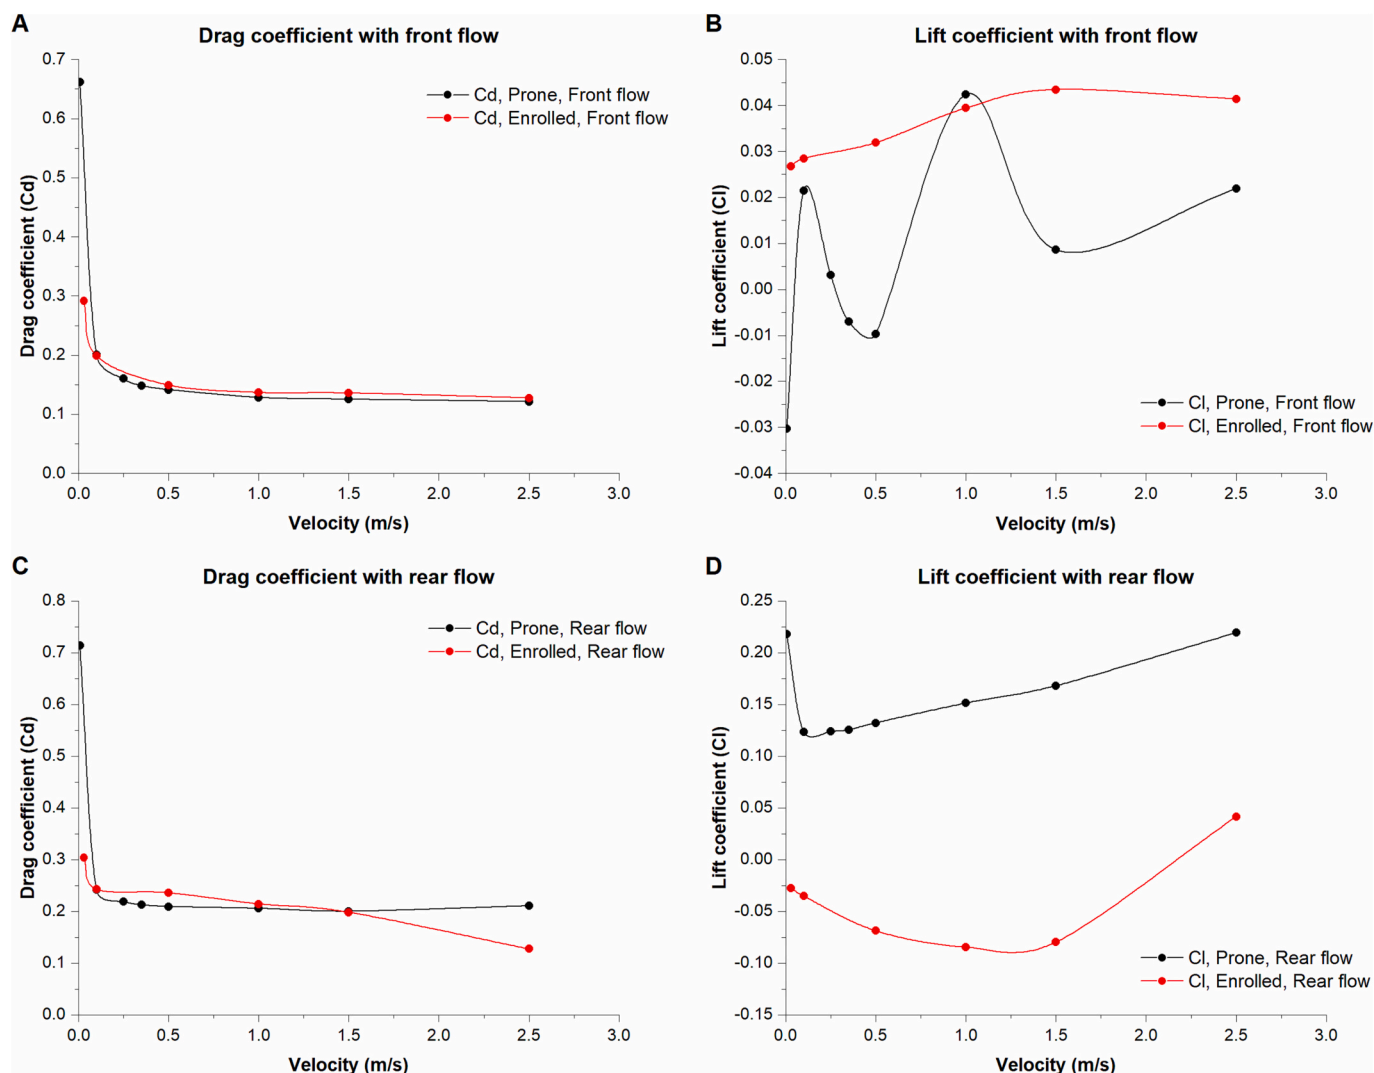 A
Drag coefficient with front flow
0.7
0.6
0.5
0.4
0.3
0.2
0.1
0.0
Drag coefficient (Cd)
Cd, Prone, Front flow
Cd, Enrolled, Front flow
0.0 0.5 1.0 1.5 2.0 2.5 3.0
Velocity (m/s)
B
Lift coefficient with front flow
0.05
0.04
0.03
0.02
0.01
0.00
-0.01
-0.02
-0.03
-0.04
Lift coefficient (Cl)
Cl, Prone, Front flow
Cl, Enrolled, Front flow
0.0 0.5 1.0 1.5 2.0 2.5 3.0
Velocity (m/s)
C
Drag coefficient with rear flow
0.8
0.7
0.6
0.5
0.4
0.3
0.2
0.1
0.0
Drag coefficient (Cd)
Cd, Prone, Rear flow
Cd, Enrolled, Rear flow
0.0 0.5 1.0 1.5 2.0 2.5 3.0
Velocity (m/s)
D
Lift coefficient with rear flow
0.25
0.20
0.15
0.10
0.05
0.00
-0.05
-0.10
-0.15
Lift coefficient (Cl)
Cl, Prone, Rear flow
Cl, Enrolled, Rear flow
0.0 0.5 1.0 1.5 2.0 2.5 3.0
Velocity (m/s)